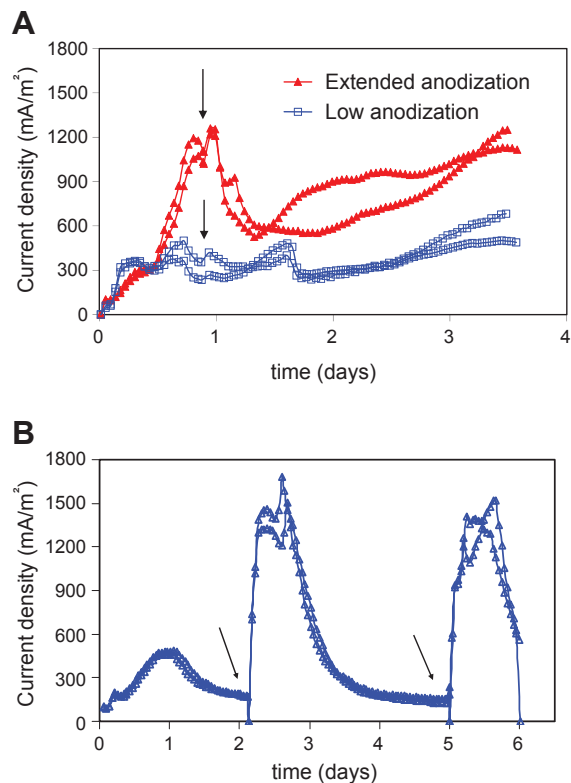 A
1800
1500
1200
900
600
300
0
Current density (mA/m²)
Extended anodization
Low anodization
0 1 2 3 4
time (days)
B
1800
1500
1200
900
600
300
0
Current density (mA/m²)
0 1 2 3 4 5 6
time (days)